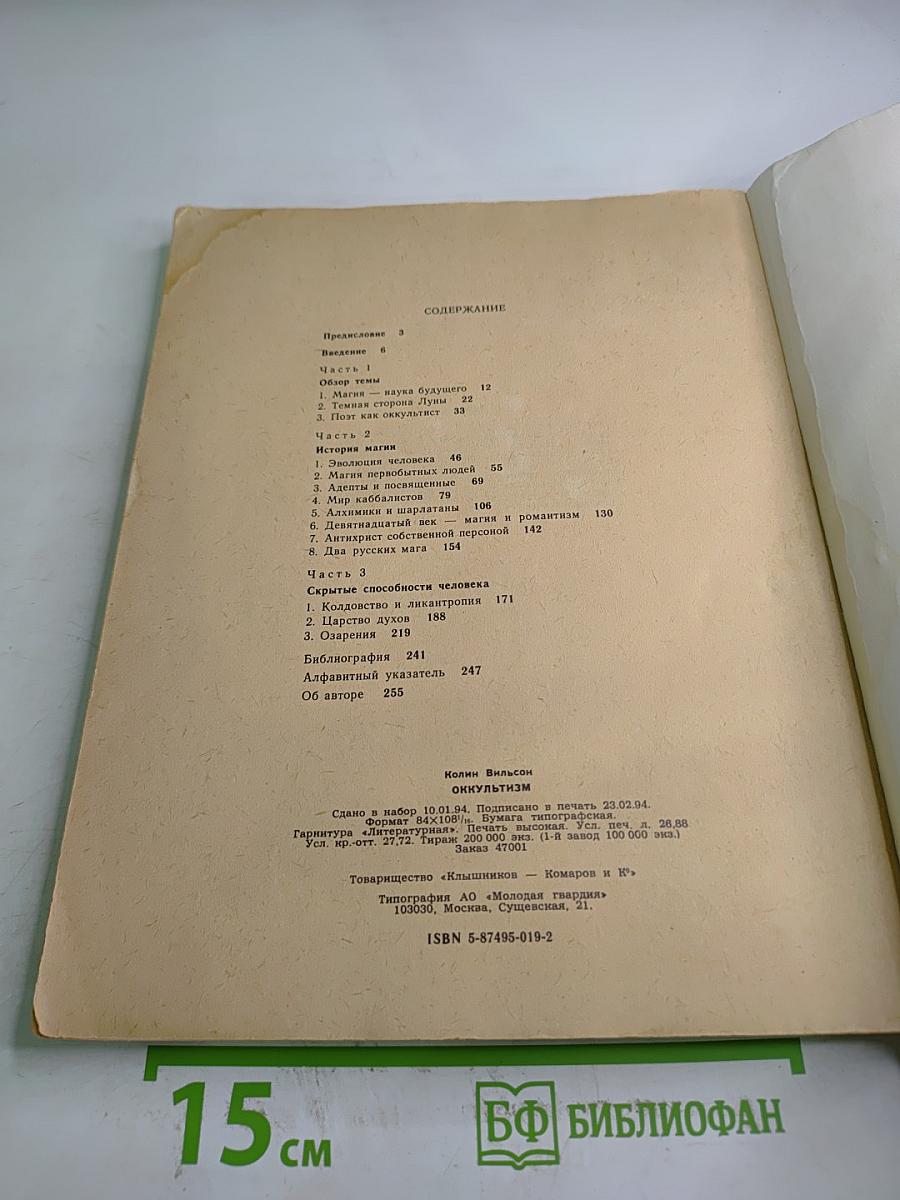 СОДЕРЖАНИЕ
Предисловие 3
Введение 6
Часть 1
Обзор темы
1. Магия — наука будущего 12
2. Темная сторона Луны 22
3. Поэт как оккультист 33
Часть 2
История магии
1. Эволюция человека 46
2. Магия первобытных людей 55
3. Адепты и посвященные 69
4. Мир каббалистов 79
5. Алхимики и шарлатаны 106
6. Девятнадцатый век — магия и романтизм 130
7. Антихрист собственной персоной 142
8. Два русских мага 154
Часть 3
Скрытые способности человека
1. Колдовство и ликантропия 171
2. Царство духов 188
3. Озарения 219
Библиография 241
Алфавитный указатель 247
Об авторе 255
Колин Вильсон
ОККУЛЬТИЗМ
Сдано в набор 10.01.94. Подписано в печать 23.02.94.
Формат 84×108¹/₁₆. Бумага типографская.
Гарнитура «Литературная». Печать высокая. Усл. печ. л. 26,88
Усл. кр.-отт. 27,72. Тираж 200 000 экз. (1-й завод 100 000 экз.)
Заказ 47001
Товарищество «Клышников — Комаров и К⁰»
Типография АО «Молодая гвардия»
103030, Москва, Сущевская, 21.
ISBN 5-87495-019-2
15 см
БФ БИБЛИОФАН